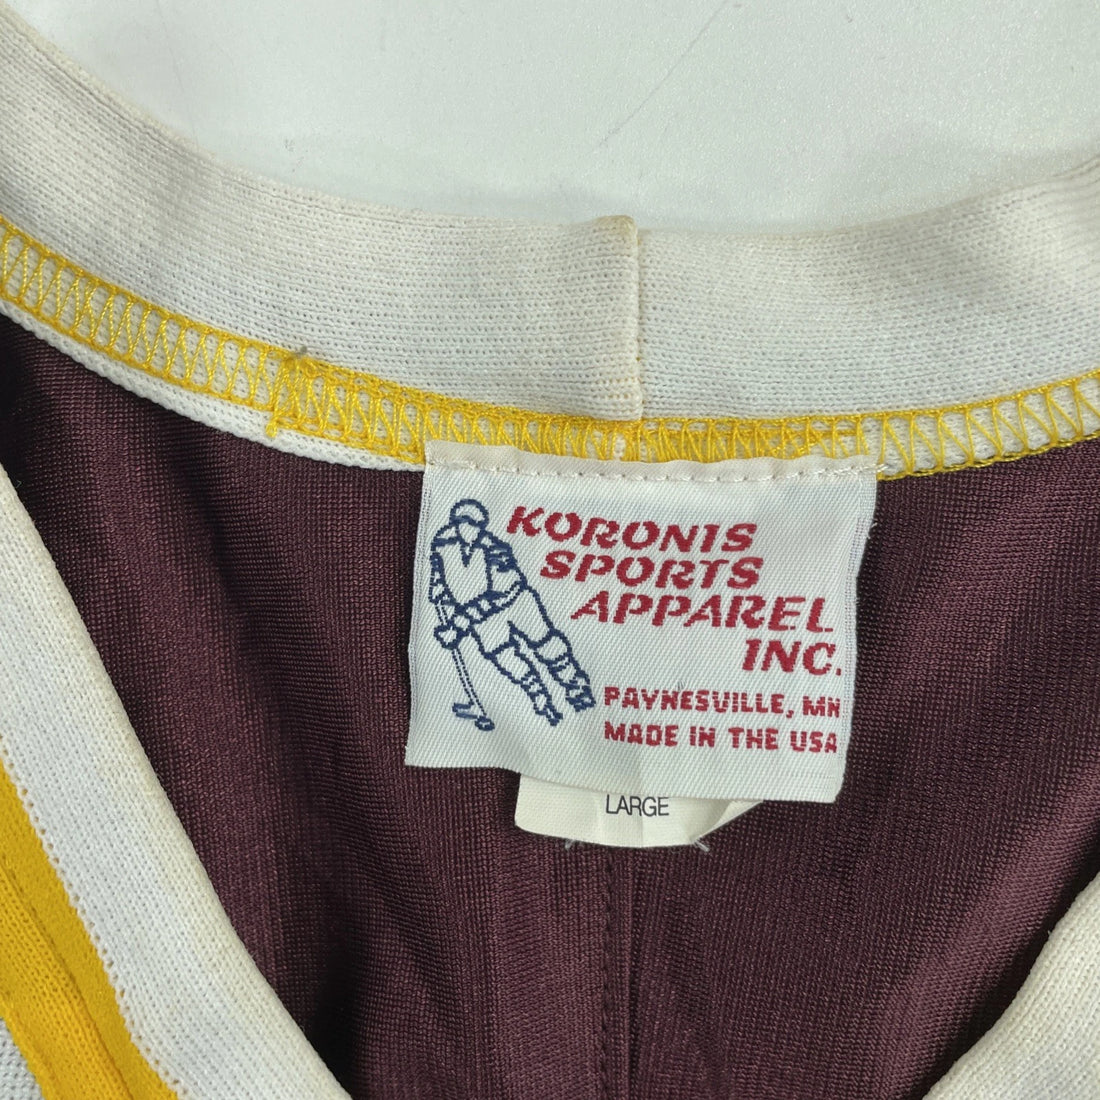 KORONIS
SPORTS
APPAREL
INC.
PAYNESVILLE, MN
MADE IN THE USA
LARGE